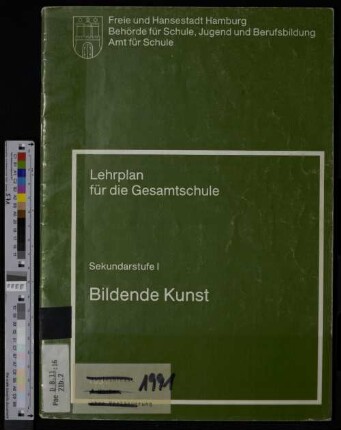 Freie und Hansestadt Hamburg
Behörde für Schule, Jugend und Berufsbildung
Amt für Schule
Lehrplan
für die Gesamtschule
Sekundarstufe I
Bildende Kunst
1991